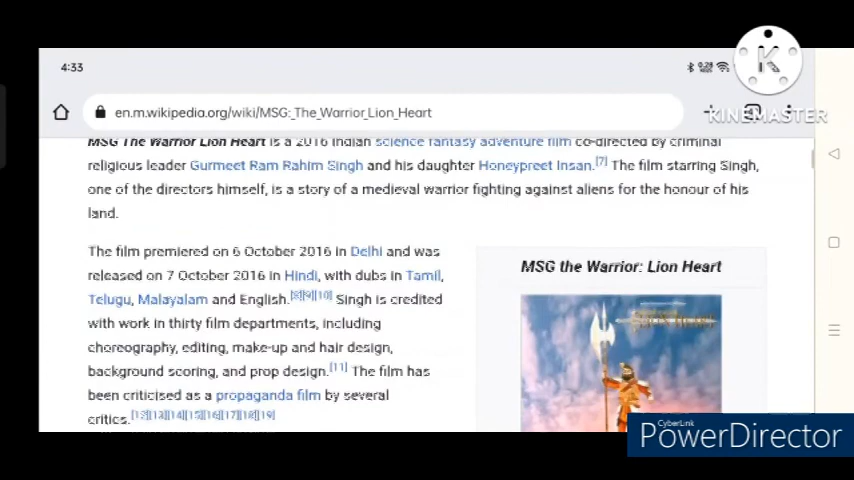 4:33
en.m.wikipedia.org/wiki/MSG:_The_Warrior_Lion_Heart
KINEMASTER
MSG The Warrior Lion Heart is a 2016 Indian science fantasy adventure film co-directed by criminal
religious leader Gurmeet Ram Rahim Singh and his daughter Honeypreet Insan.[7] The film starring Singh,
one of the directors himself, is a story of a medieval warrior fighting against aliens for the honour of his
land.
The film premiered on 6 October 2016 in Delhi and was
released on 7 October 2016 in Hindi, with dubs in Tamil,
Telugu, Malayalam and English.[8][9][10] Singh is credited
with work in thirty film departments, including
choreography, editing, make-up and hair design,
background scoring, and prop design.[11] The film has
been criticised as a propaganda film by several
critics.[12][13][14][15][16][17][18][19]
MSG the Warrior: Lion Heart
CyberLink
PowerDirector